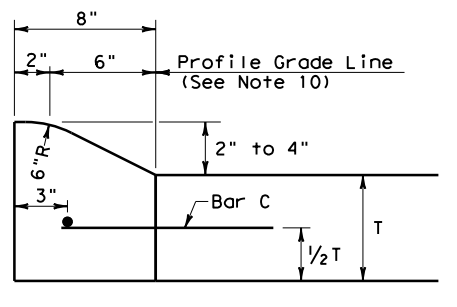 8"
2" 6" Profile Grade Line
(See Note 10)
6"R
2" to 4"
3"
Bar C
T
½T